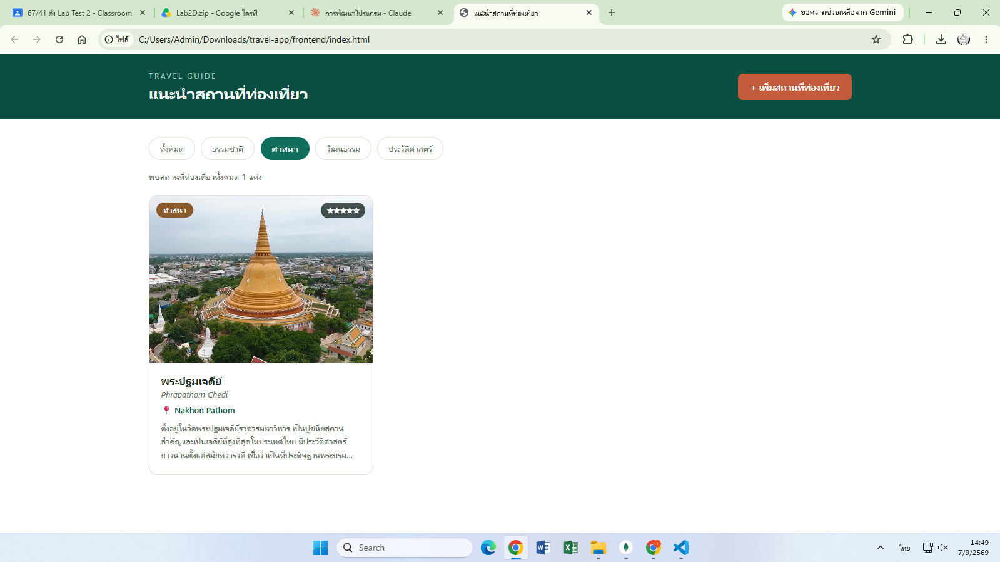 67/41 ส่ง Lab Test 2 - Classroom
Lab2D.zip - Google ไดรฟ์
การพัฒนาโปรแกรม - Claude
แนะนำสถานที่ท่องเที่ยว
ขอความช่วยเหลือจาก Gemini
ไฟล์
C:/Users/Admin/Downloads/travel-app/frontend/index.html
TRAVEL GUIDE
แนะนำสถานที่ท่องเที่ยว
+ เพิ่มสถานที่ท่องเที่ยว
ทั้งหมด
ธรรมชาติ
ศาสนา
วัฒนธรรม
ประวัติศาสตร์
พบสถานที่ท่องเที่ยวทั้งหมด 1 แห่ง
ศาสนา
★★★★☆
พระปฐมเจดีย์
Phrapathom Chedi
📍 Nakhon Pathom
ตั้งอยู่ในวัดพระปฐมเจดีย์ราชวรมหาวิหาร เป็นปูชนียสถาน
สำคัญและเป็นเจดีย์ที่สูงที่สุดในประเทศไทย มีประวัติศาสตร์
ยาวนานตั้งแต่สมัยทวารวดี เชื่อว่าเป็นที่ประดิษฐานพระบรม...
Search
ไทย
14:49
7/9/2569